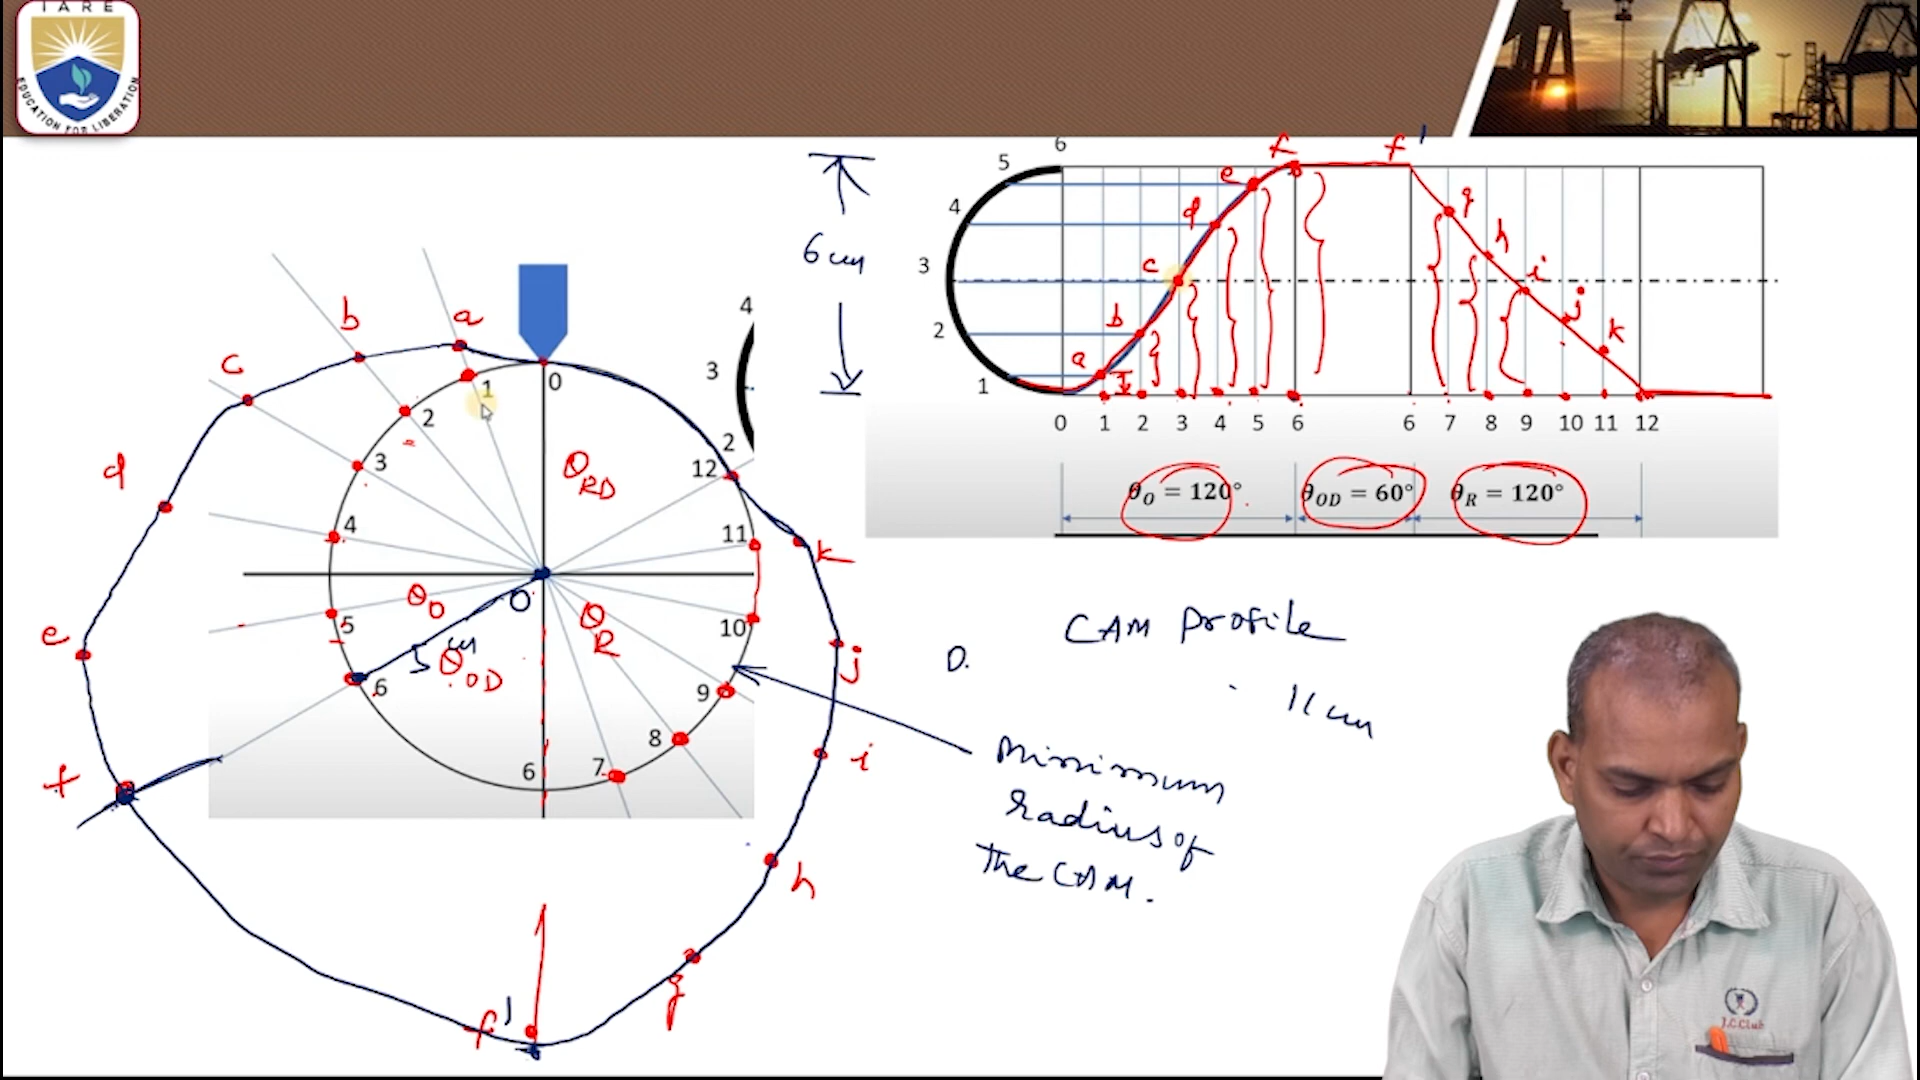 IARE
EDUCATION FOR LIBERATION
6 cm
6
5
4
3
2
1
a
b
c
d
e
f
f'
g
h
i
j
k
0 1 2 3 4 5 6 6 7 8 9 10 11 12
θO = 120°
θOD = 60°
θR = 120°
a
b
c
d
e
f
f'
g
h
i
j
k
0
1
2
3
4
5
6
6
7
8
9
10
11
12
4
3
2
θRD
θO
θOD
θR
O
5 cm
CAM Profile
D.
11 cm
Minimum
radius of
the CAM.
J.C.Club